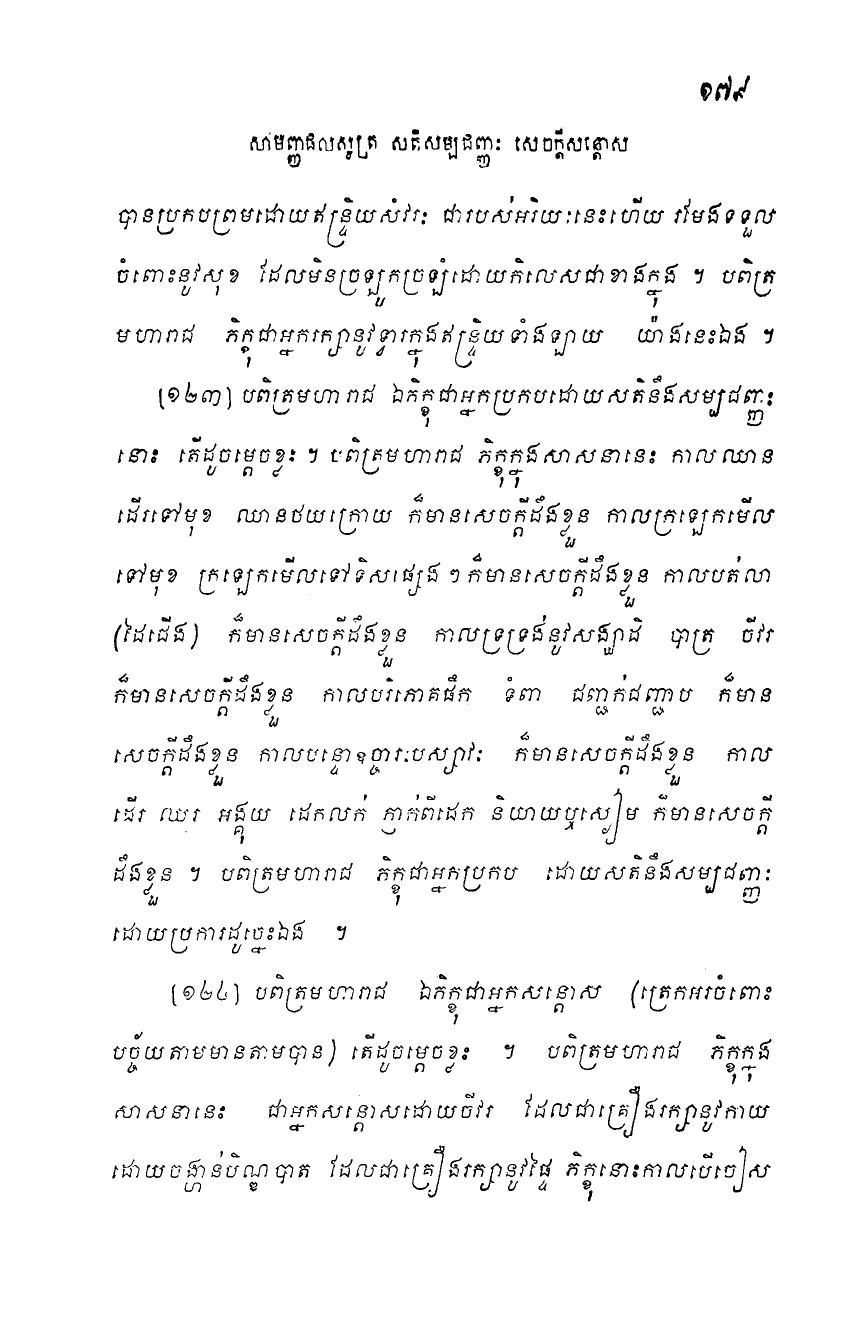 ១៧៩
សាមញ្ញផលសូត្រ សតិសម្បជញ្ញៈ សេចក្តីសន្តោស
បានប្រកបព្រមដោយឥន្ទ្រិយសំវរៈ ជារបស់អរិយៈនេះហើយ រមែងទទួល
ចំពោះនូវសុខ ដែលមិនច្រឡូកច្រឡំដោយកិលេសជាខាងក្នុង ។ បពិត្រ
មហារាជ ភិក្ខុជាអ្នករក្សានូវទ្វារក្នុងឥន្ទ្រិយទាំងឡាយ យ៉ាងនេះឯង ។
[១២៣] បពិត្រមហារាជ ឯភិក្ខុជាអ្នកប្រកបដោយសតិនឹងសម្បជញ្ញៈ
នោះ តើដូចម្តេចខ្លះ ។ បពិត្រមហារាជ ភិក្ខុក្នុងសាសនានេះ កាលឈាន
ដើរទៅមុខ ឈានថយក្រោយ ក៏មានសេចក្តីដឹងខ្លួន កាលក្រឡេកមើល
ទៅមុខ ក្រឡេកមើលទៅទិសផ្សេង ៗ ក៏មានសេចក្តីដឹងខ្លួន កាលបត់លា
(ដៃជើង) ក៏មានសេចក្តីដឹងខ្លួន កាលទ្រទ្រង់នូវសង្ឃាដិ បាត្រ ចីវរ
ក៏មានសេចក្តីដឹងខ្លួន កាលបរិភោគផឹក ទំពា ជញ្ជក់ជញ្ជាប ក៏មាន
សេចក្តីដឹងខ្លួន កាលបន្ទោឧច្ចារៈបស្សាវៈ ក៏មានសេចក្តីដឹងខ្លួន កាល
ដើរ ឈរ អង្គុយ ដេកលក់ ភ្ញាក់ពីដេក និយាយឬស្ងៀម ក៏មានសេចក្តី
ដឹងខ្លួន ។ បពិត្រមហារាជ ភិក្ខុជាអ្នកប្រកប ដោយសតិនឹងសម្បជញ្ញៈ
ដោយប្រការដូច្នេះឯង ។
[១២៤] បពិត្រមហារាជ ឯភិក្ខុជាអ្នកសន្តោស (ត្រេកអរចំពោះ
បច្ច័យតាមមានតាមបាន) តើដូចម្តេចខ្លះ ។ បពិត្រមហារាជ ភិក្ខុក្នុង
សាសនានេះ ជាអ្នកសន្តោសដោយចីវរ ដែលជាគ្រឿងរក្សានូវកាយ
ដោយចង្ហាន់បិណ្ឌបាត ដែលជាគ្រឿងរក្សានូវផ្ទៃ ភិក្ខុនោះកាលបើចៀស